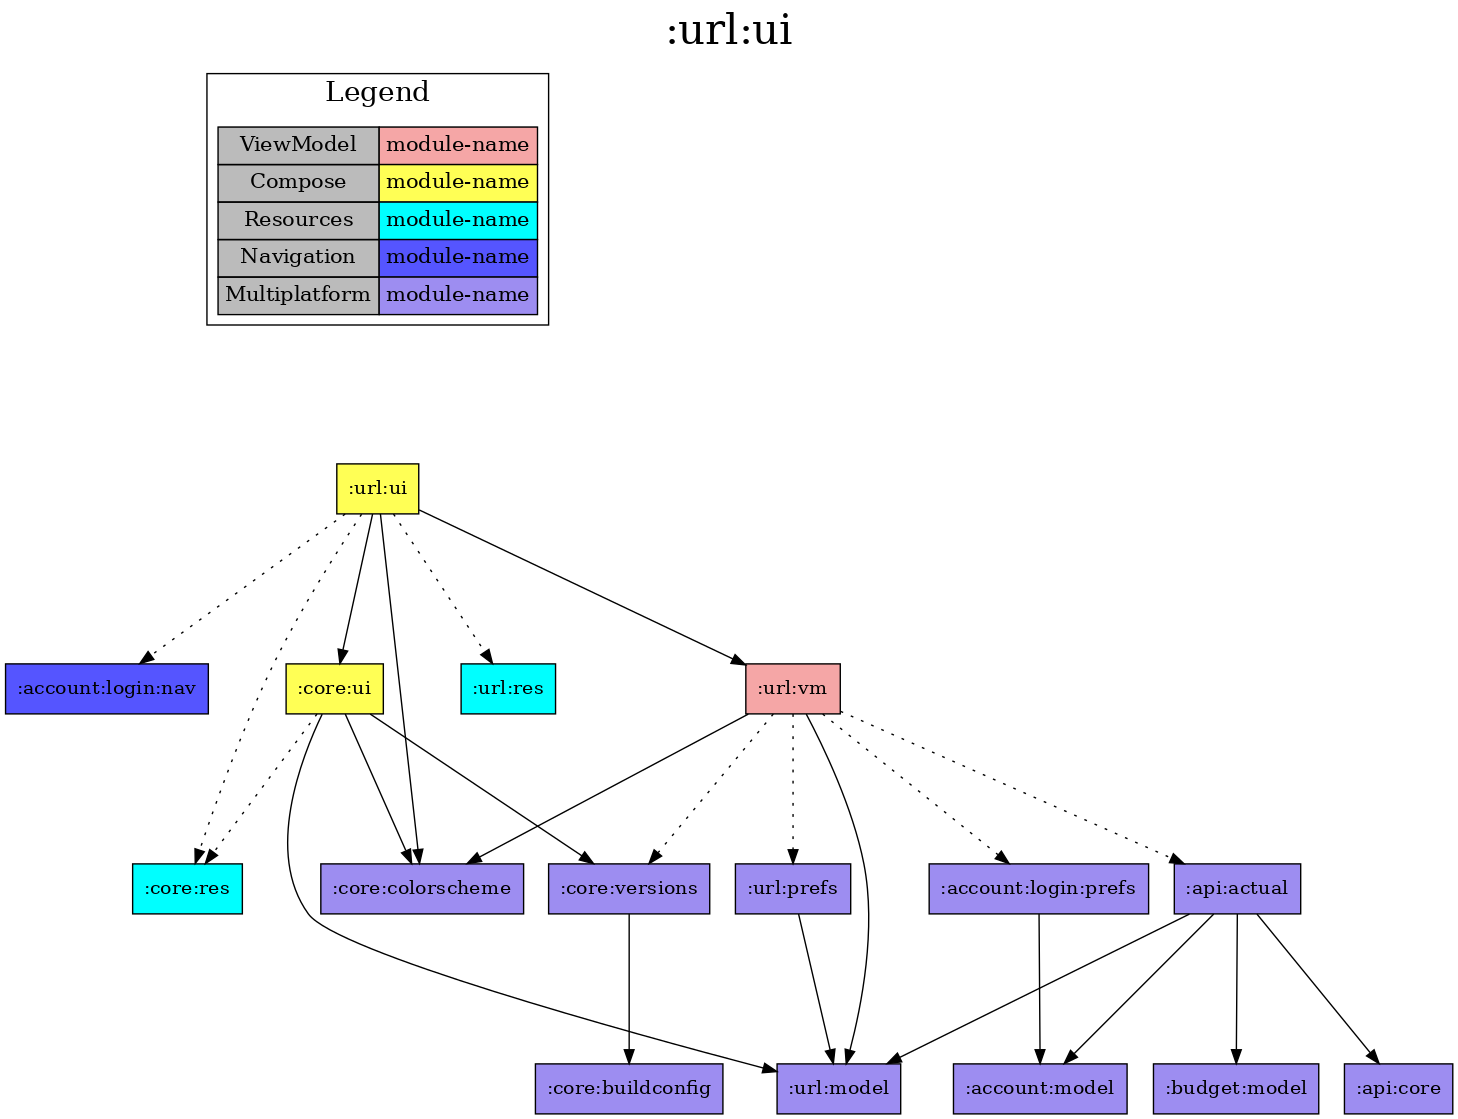 :url:ui
Legend
ViewModel module-name
Compose module-name
Resources module-name
Navigation module-name
Multiplatform module-name
:url:ui
:account:login:nav :core:ui :url:res :url:vm
:core:res :core:colorscheme :core:versions :url:prefs :account:login:prefs :api:actual
:core:buildconfig :url:model :account:model :budget:model :api:core